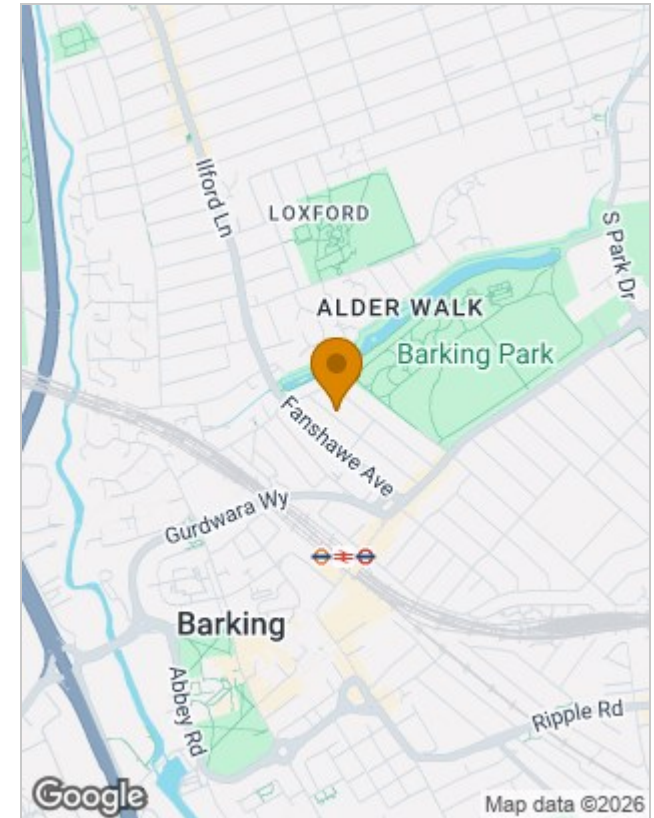 Ilford Ln
LOXFORD
S Park Dr
ALDER WALK
Barking Park
Fanshawe Ave
Gurdwara Wy
Barking
Abbey Rd
Ripple Rd
Google
Map data ©2026